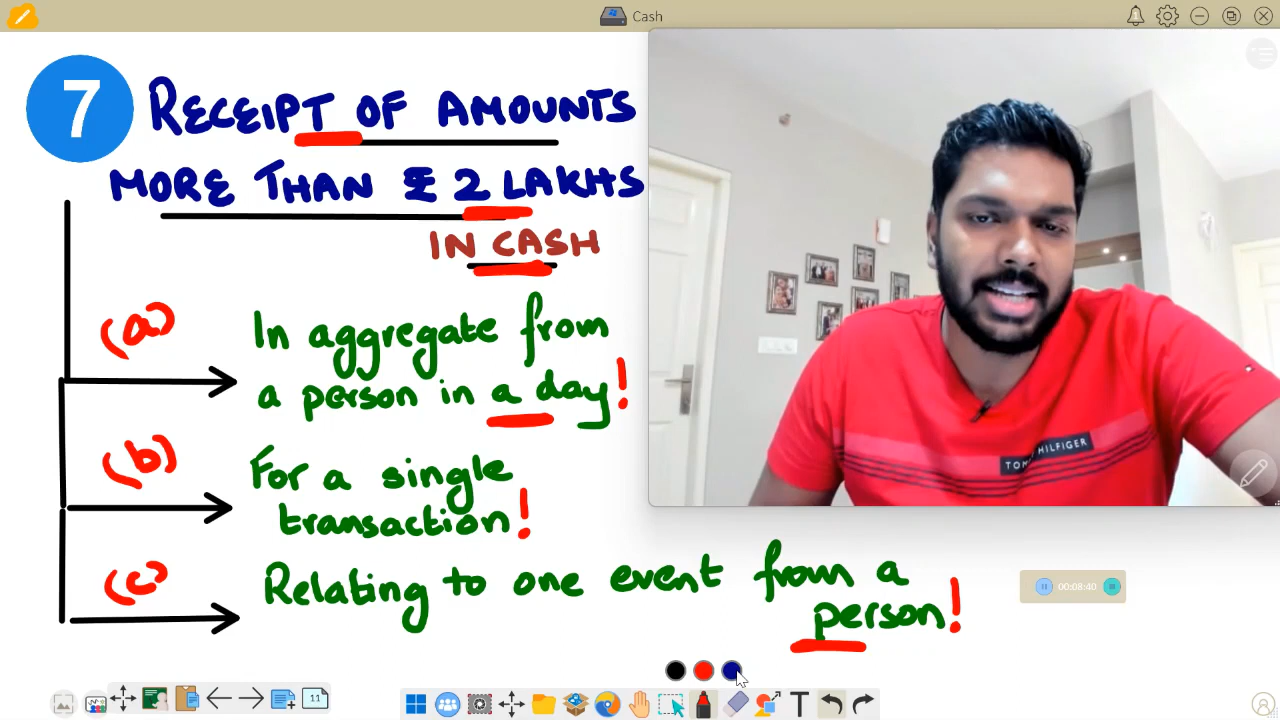 Cash
7
RECEIPT OF AMOUNTS
MORE THAN ₹ 2 LAKHS
IN CASH
(a)
In aggregate from
a person in a day!
(b)
For a single
transaction!
(c)
Relating to one event from a
person!
TOMMY HILFIGER
00:08:40
11
T